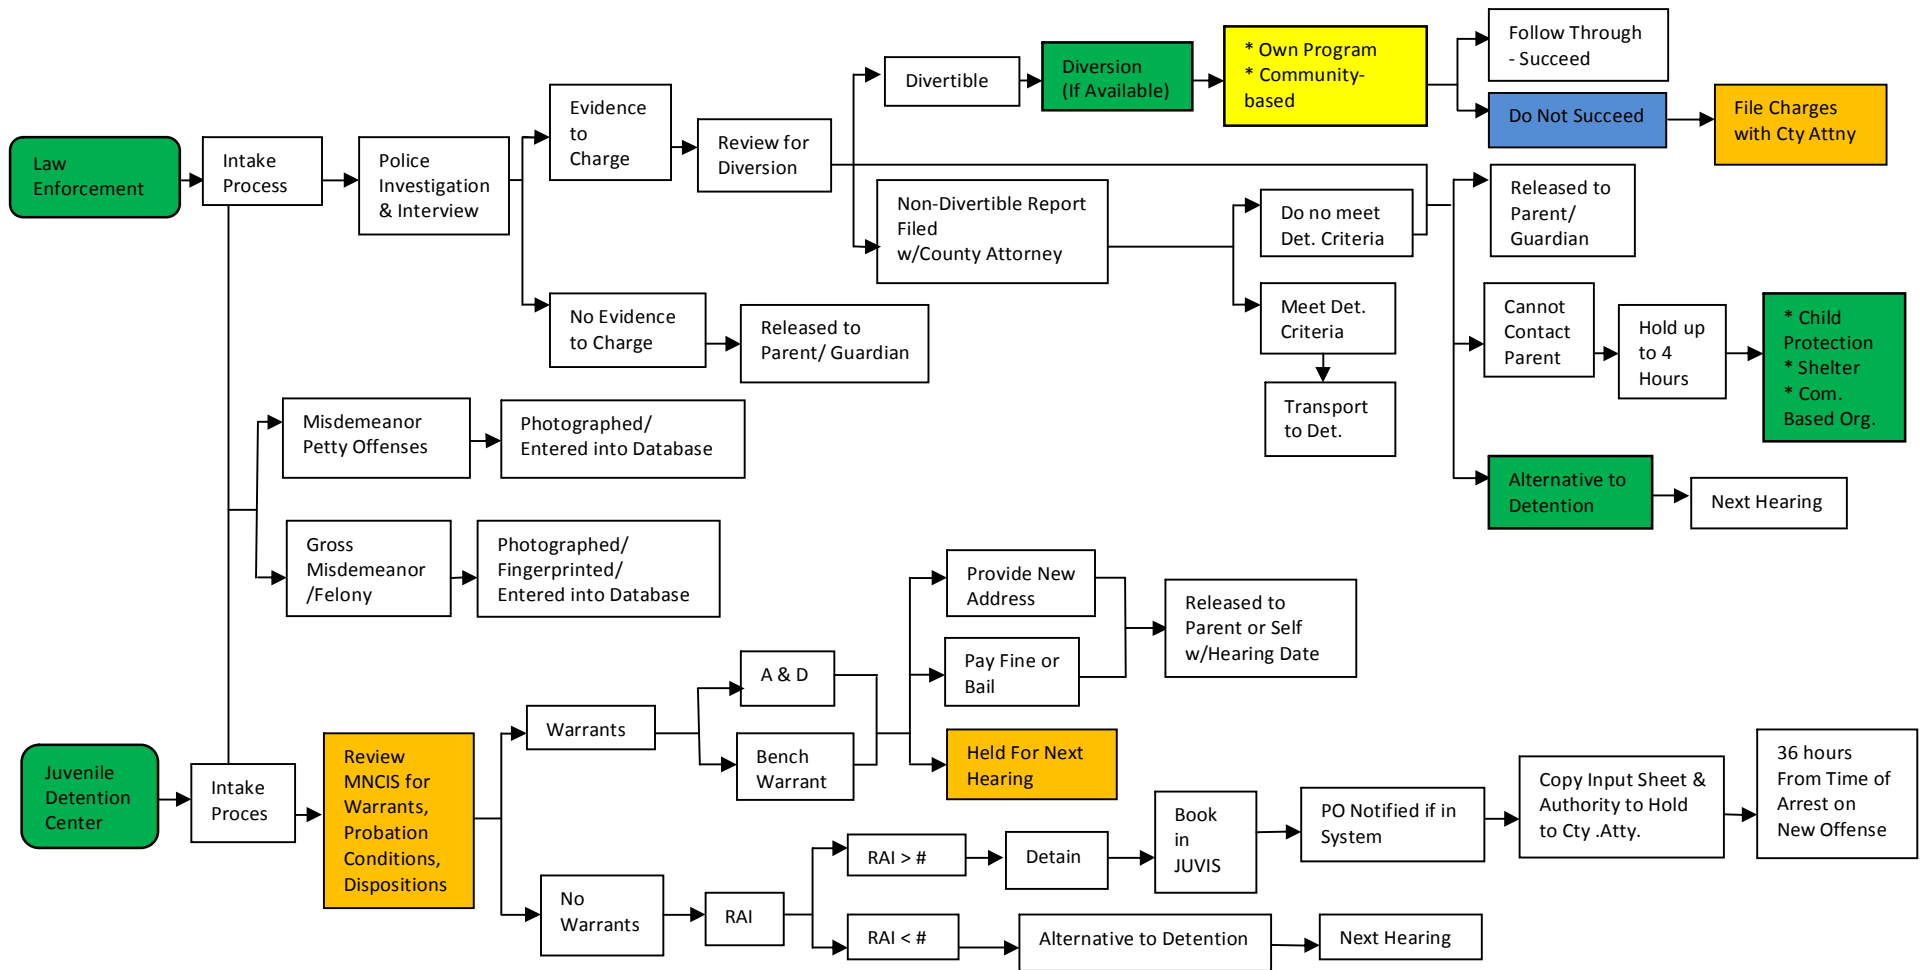 Law
Enforcement
Intake
Process
Police
Investigation
& Interview
Evidence
to
Charge
Review for
Diversion
Divertible
Diversion
(If Available)
* Own Program
* Community-
based
Follow Through
- Succeed
Do Not Succeed
File Charges
with Cty Attny
Non-Divertible Report
Filed
w/County Attorney
Do no meet
Det. Criteria
Released to
Parent/
Guardian
No Evidence
to Charge
Released to
Parent/ Guardian
Meet Det.
Criteria
Transport
to Det.
Cannot
Contact
Parent
Hold up
to 4
Hours
* Child
Protection
* Shelter
* Com.
Based Org.
Alternative to
Detention
Next Hearing
Misdemeanor
Petty Offenses
Photographed/
Entered into Database
Gross
Misdemeanor
/Felony
Photographed/
Fingerprinted/
Entered into Database
Juvenile
Detention
Center
Intake
Proces
Review
MNCIS for
Warrants,
Probation
Conditions,
Dispositions
Warrants
A & D
Bench
Warrant
Provide New
Address
Pay Fine or
Bail
Held For Next
Hearing
Released to
Parent or Self
w/Hearing Date
No
Warrants
RAI
RAI > #
Detain
Book
in
JUVIS
PO Notified if in
System
Copy Input Sheet &
Authority to Hold
to Cty .Atty.
36 hours
From Time of
Arrest on
New Offense
RAI < #
Alternative to Detention
Next Hearing